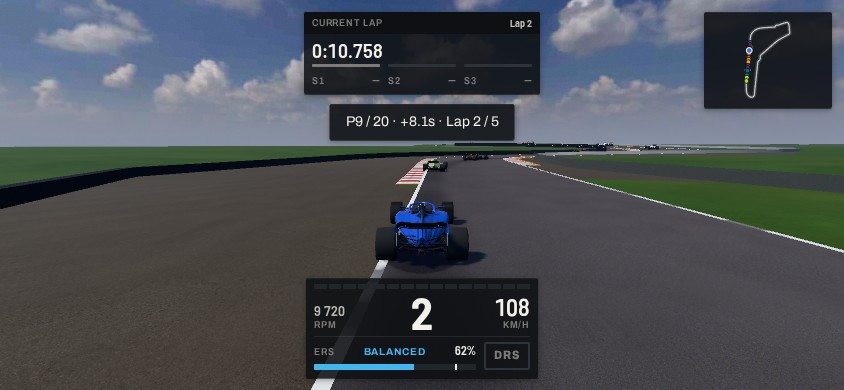 CURRENT LAP Lap 2
0:10.758
S1 — S2 — S3 —
P9 / 20 · +8.1s · Lap 2 / 5
9 720 2 108
RPM KM/H
ERS BALANCED 62% DRS